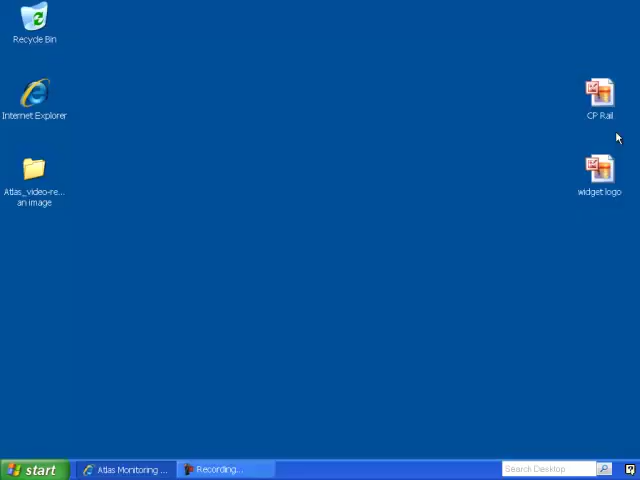 Recycle Bin
Internet Explorer
CP Rail
Atlas_video-re...
an image
widget logo
start
Atlas Monitoring ...
Recording...
Search Desktop